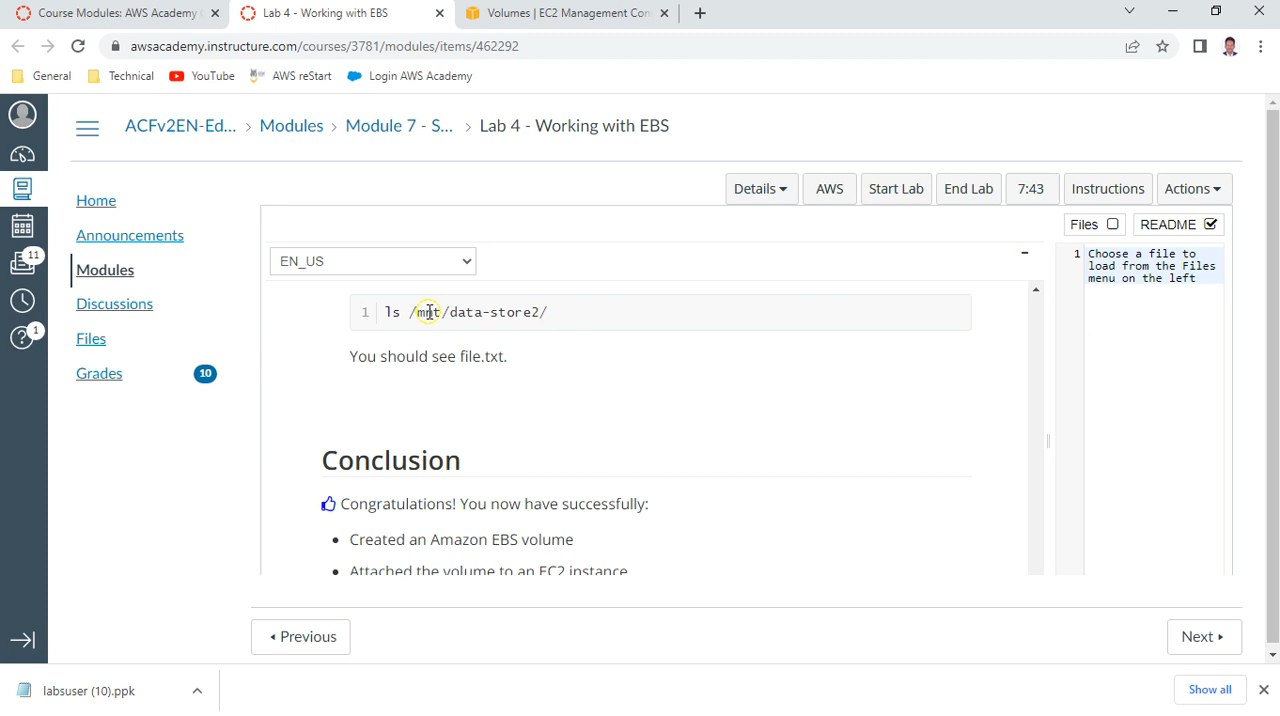 Course Modules: AWS Academy
Lab 4 - Working with EBS
Volumes | EC2 Management Con
awsacademy.instructure.com/courses/3781/modules/items/462292
General
Technical
YouTube
AWS reStart
Login AWS Academy
ACFv2EN-Ed... > Modules > Module 7 - S... > Lab 4 - Working with EBS
Details
AWS
Start Lab
End Lab
7:43
Instructions
Actions
Home
Announcements
11
Modules
Discussions
1
Files
Grades
10
Files
README
EN_US
1 Choose a file to
load from the Files
menu on the left
1 ls /mnt/data-store2/
You should see file.txt.
Conclusion
Congratulations! You now have successfully:
• Created an Amazon EBS volume
• Attached the volume to an EC2 instance
Previous
Next
labsuser (10).ppk
Show all